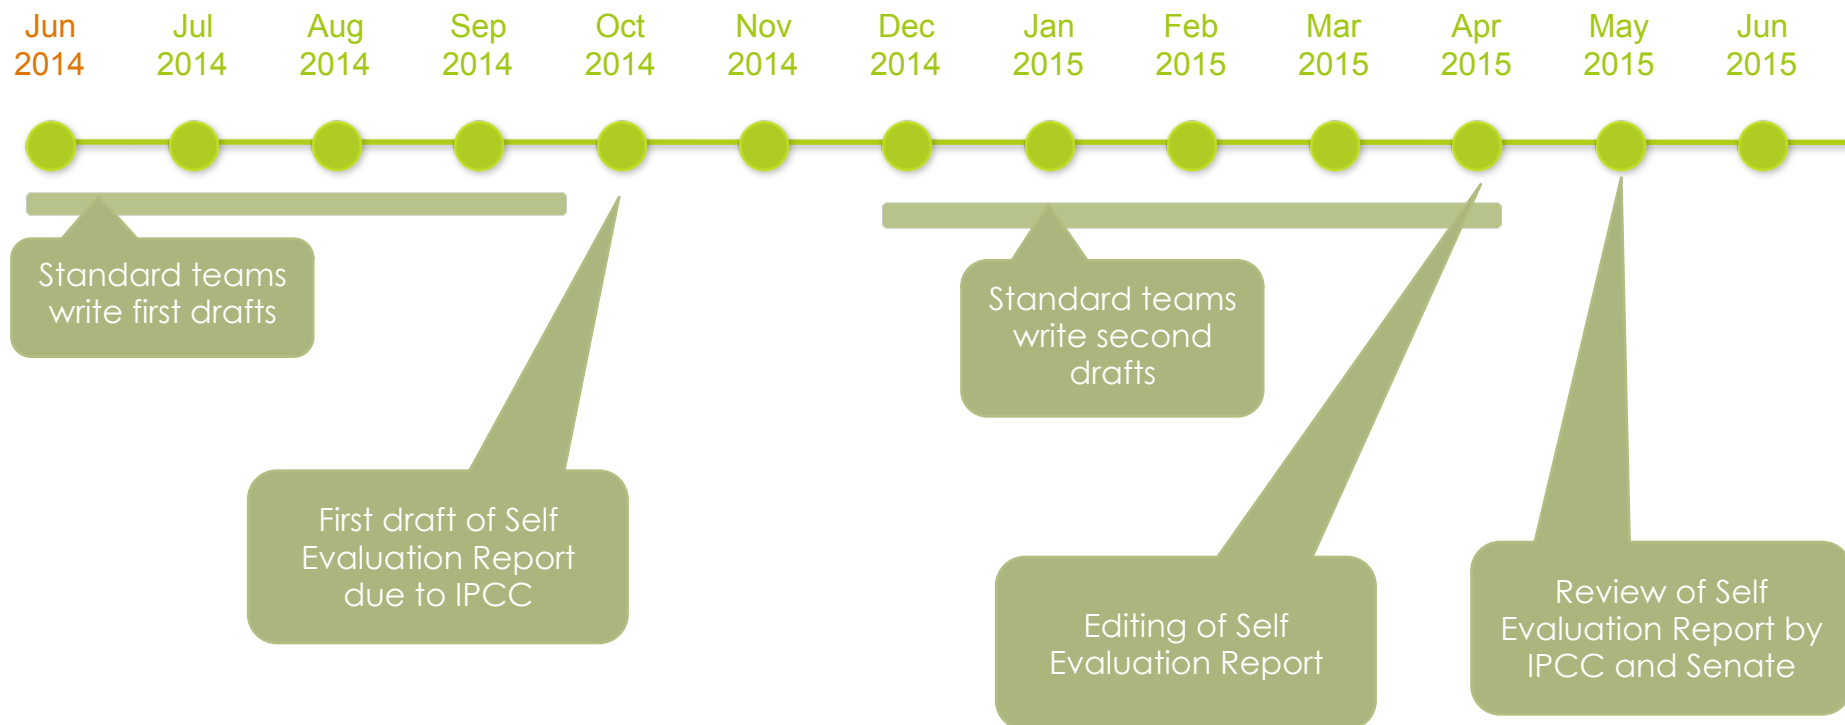 Jun
2014
Jul
2014
Aug
2014
Sep
2014
Oct
2014
Nov
2014
Dec
2014
Jan
2015
Feb
2015
Mar
2015
Apr
2015
May
2015
Jun
2015
Standard teams
write first drafts
Standard teams
write second
drafts
First draft of Self
Evaluation Report
due to IPCC
Editing of Self
Evaluation Report
Review of Self
Evaluation Report by
IPCC and Senate